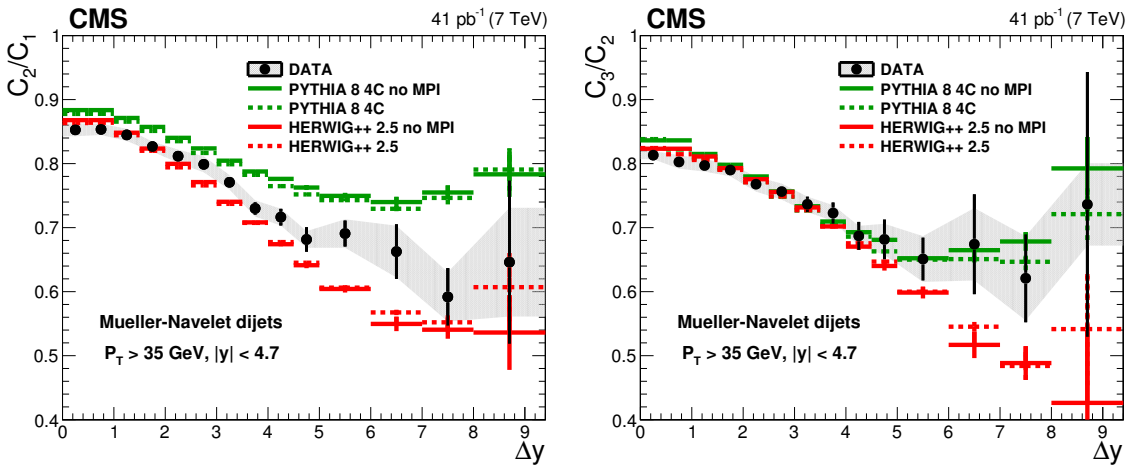 CMS
41 pb⁻¹ (7 TeV)
C₂/C₁
1
0.9
0.8
0.7
0.6
0.5
0.4
DATA
PYTHIA 8 4C no MPI
PYTHIA 8 4C
HERWIG++ 2.5 no MPI
HERWIG++ 2.5
Mueller-Navelet dijets
P_T > 35 GeV, |y| < 4.7
0 1 2 3 4 5 6 7 8 9
Δy
CMS
41 pb⁻¹ (7 TeV)
C₃/C₂
1
0.9
0.8
0.7
0.6
0.5
0.4
DATA
PYTHIA 8 4C no MPI
PYTHIA 8 4C
HERWIG++ 2.5 no MPI
HERWIG++ 2.5
Mueller-Navelet dijets
P_T > 35 GeV, |y| < 4.7
0 1 2 3 4 5 6 7 8 9
Δy